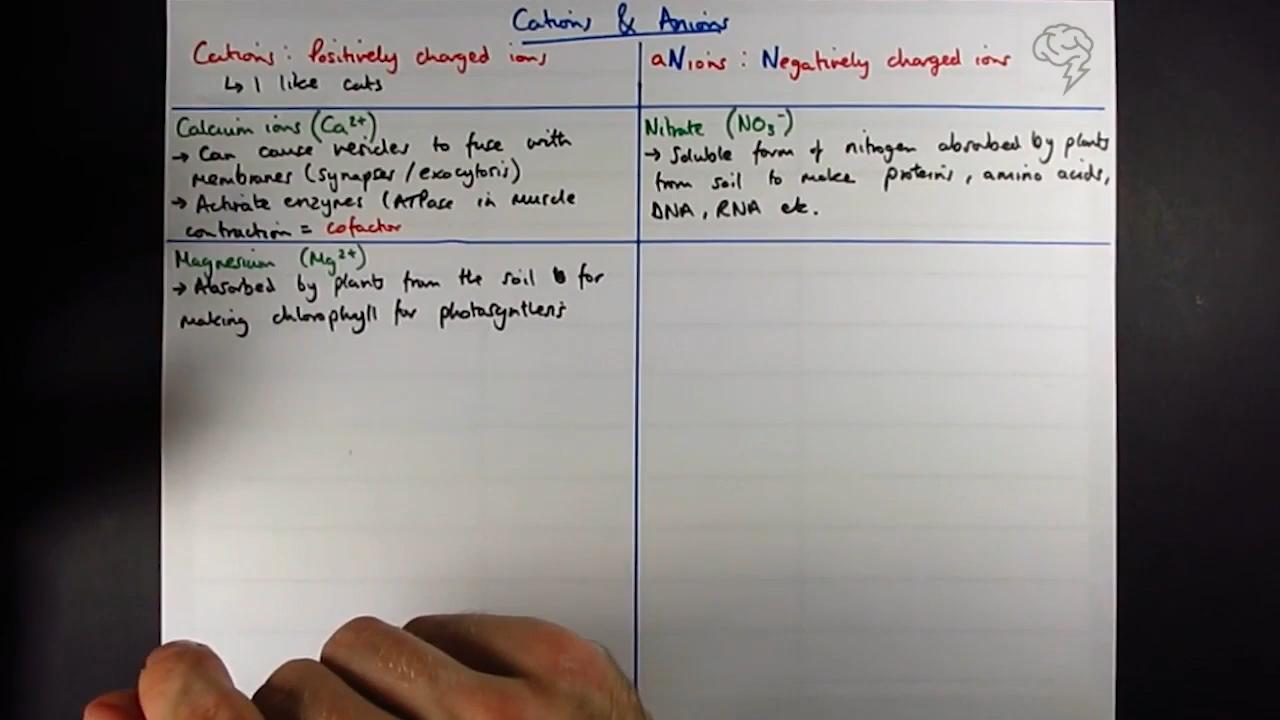 Cations & Anions
Cations : Positively charged ions
↳ I like cats
aNions : Negatively charged ions
Calcium ions (Ca²⁺)
→ Can cause vesicles to fuse with
membranes (synapses / exocytosis)
→ Activate enzymes (ATPase in muscle
contraction = cofactor
Nitrate (NO₃⁻)
→ Soluble form of nitrogen absorbed by plants
from soil to make proteins, amino acids,
DNA, RNA etc.
Magnesium (Mg²⁺)
→ Absorbed by plants from the soil for
making chlorophyll for photosynthesis